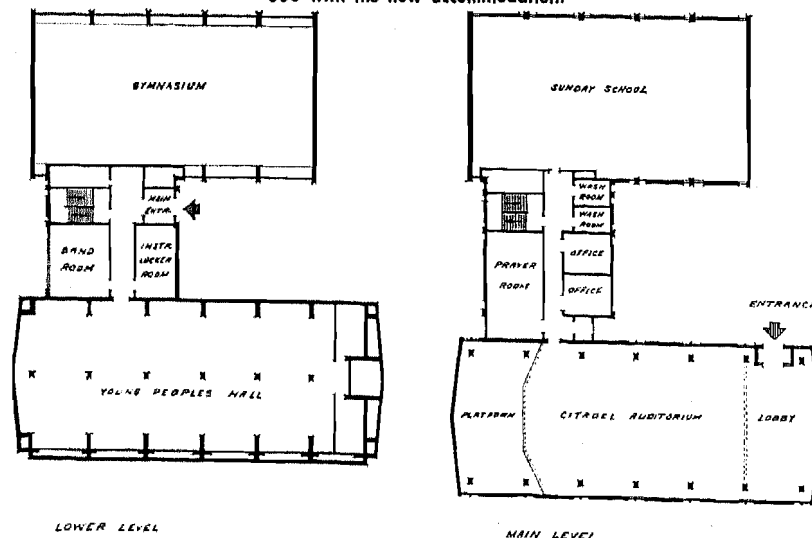 GYMNASIUM
MAIN
ENTR.
BAND
ROOM
INSTR.
LOCKER
ROOM
YOUNG PEOPLES HALL
LOWER LEVEL
SUNDAY SCHOOL
WASH
ROOM
WASH
ROOM
PRAYER
ROOM
OFFICE
OFFICE
ENTRANCE
PLATFORM
CITADEL AUDITORIUM
LOBBY
MAIN LEVEL